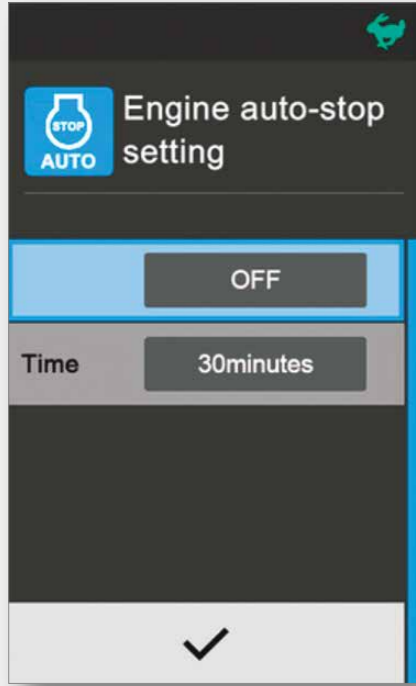 STOP
AUTO
Engine auto-stop
setting
OFF
Time 30minutes